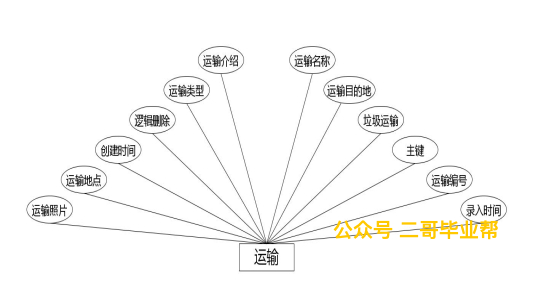 运输介绍
运输名称
运输类型
运输目的地
逻辑删除
垃圾运输
创建时间
主键
运输地点
运输编号
运输照片
录入时间
公众号 二哥毕业帮
运输